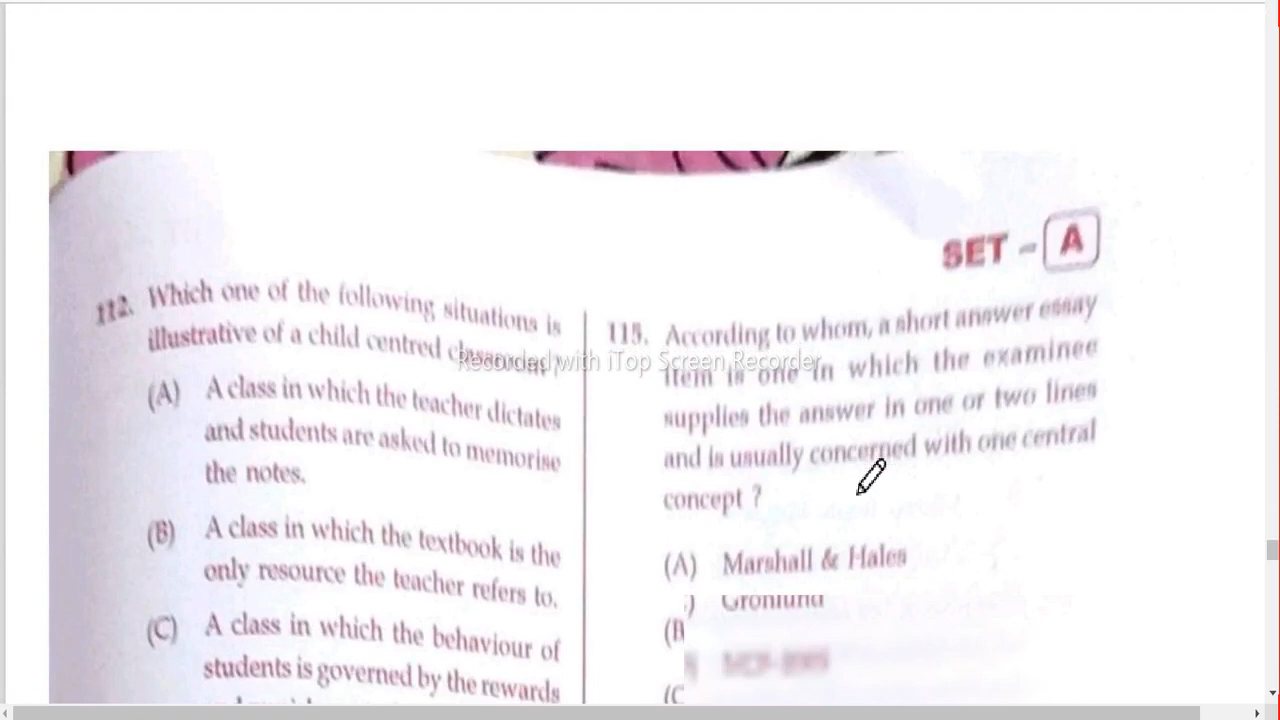 SET - A
112. Which one of the following situations is
illustrative of a child centred
(A) A class in which the teacher dictates
and students are asked to memorise
the notes.
(B) A class in which the textbook is the
only resource the teacher refers to.
(C) A class in which the behaviour of
students is governed by the rewards
115. According to whom, a short answer essay
item is one in which the examinee
supplies the answer in one or two lines
and is usually concerned with one central
concept ?
(A) Marshall & Hales
) Gronlund
(B
(C
Recorded with iTop Screen Recorder